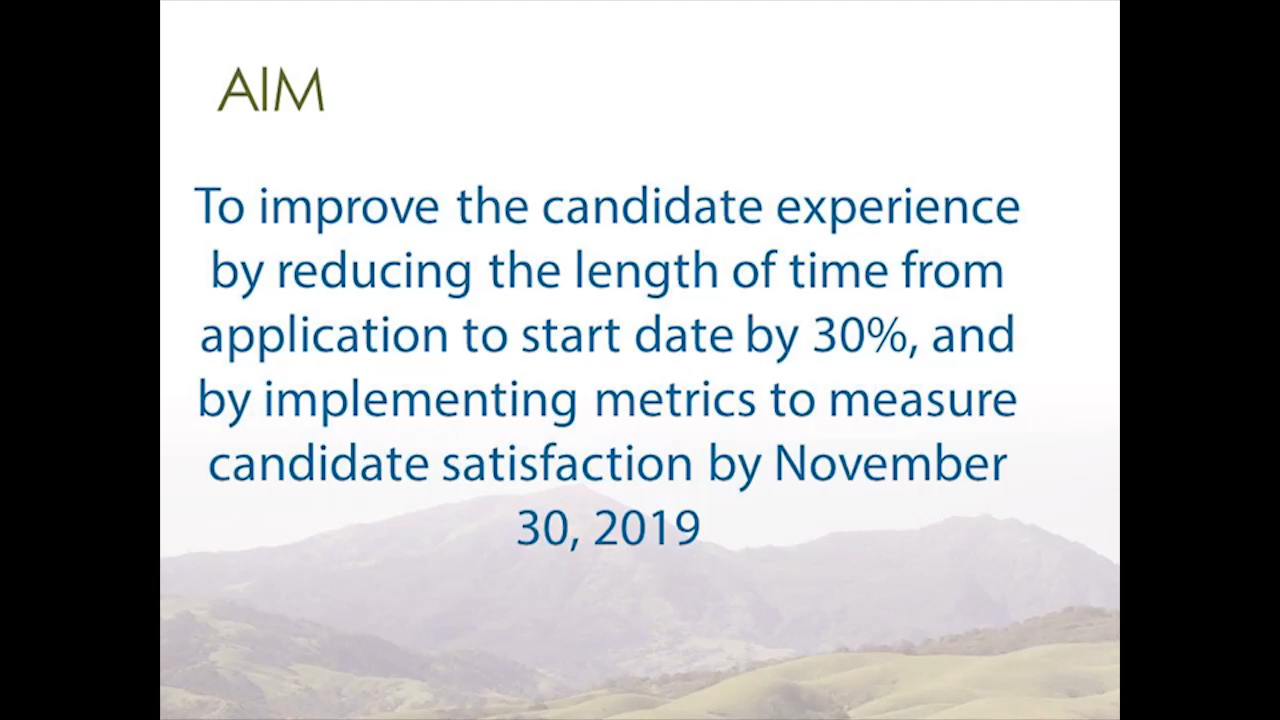 AIM
To improve the candidate experience
by reducing the length of time from
application to start date by 30%, and
by implementing metrics to measure
candidate satisfaction by November
30, 2019